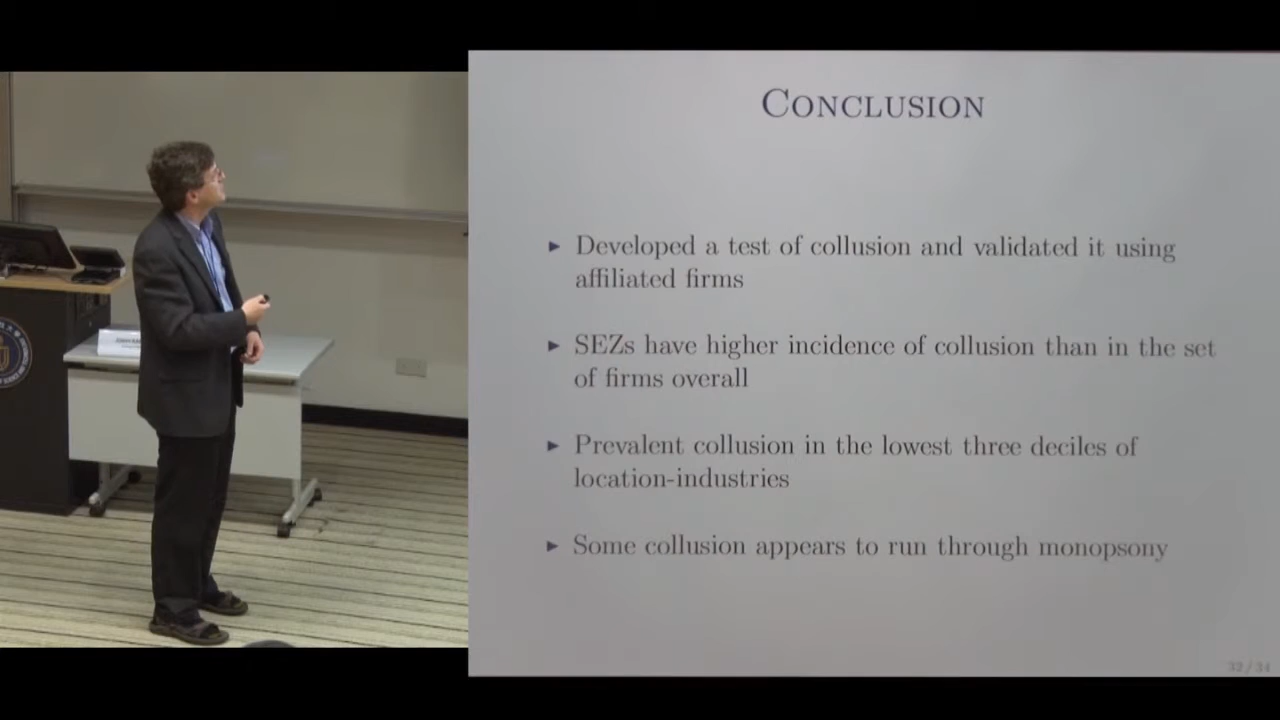 CONCLUSION
▶ Developed a test of collusion and validated it using
affiliated firms
▶ SEZs have higher incidence of collusion than in the set
of firms overall
▶ Prevalent collusion in the lowest three deciles of
location-industries
▶ Some collusion appears to run through monopsony
32 / 34